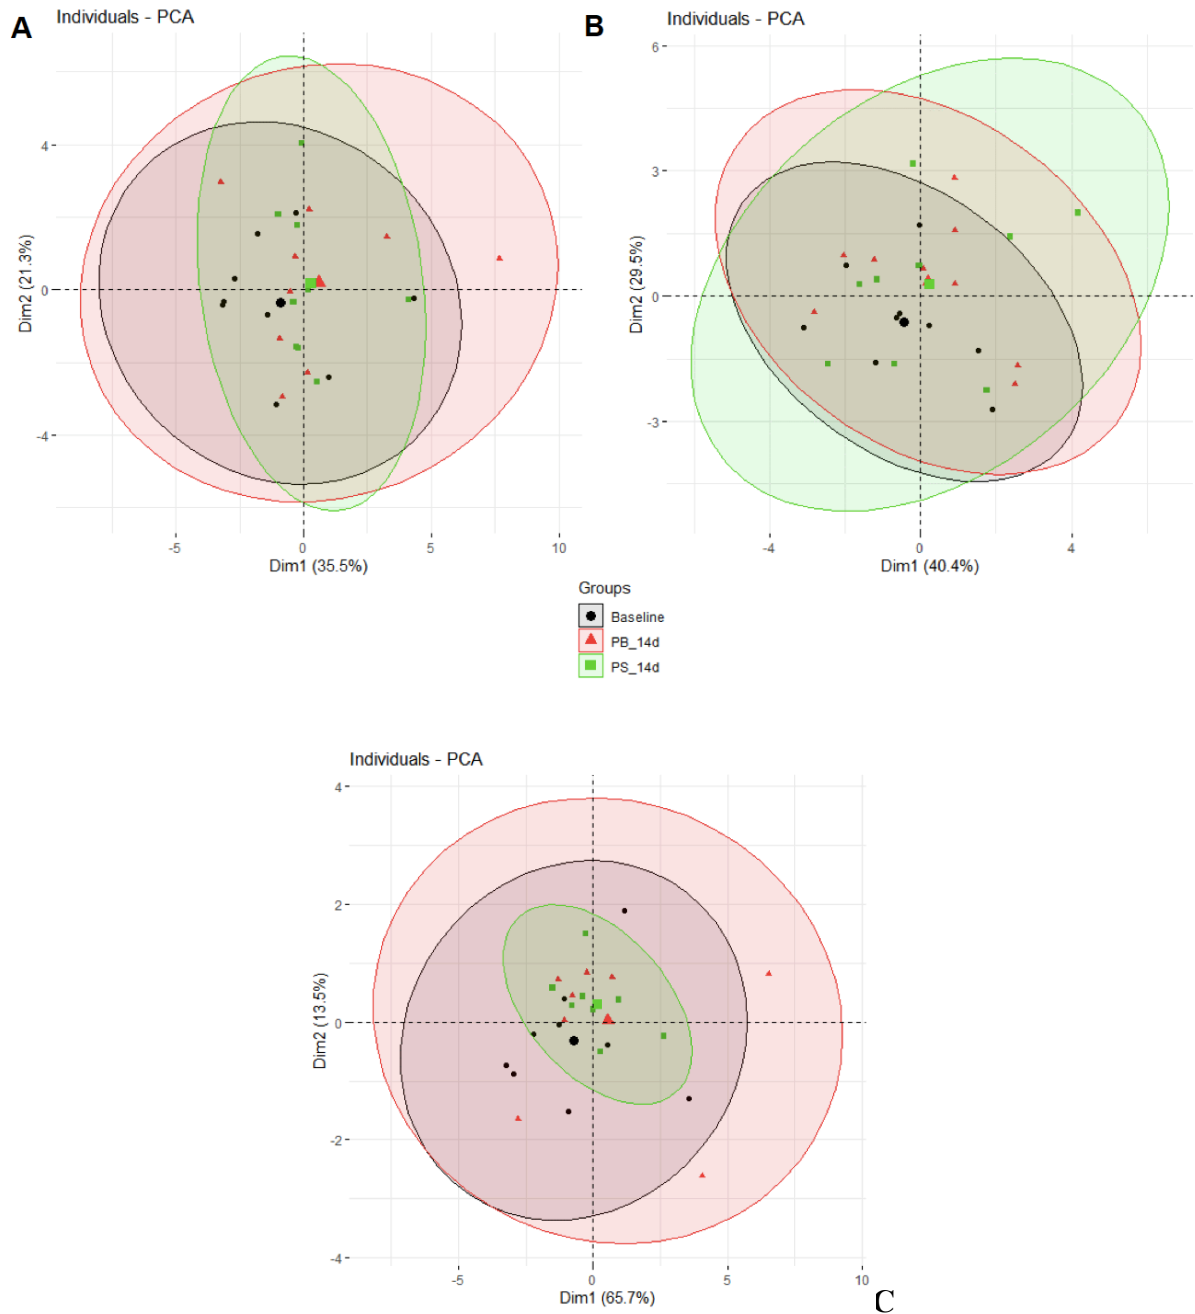 A
Individuals - PCA
4
0
-4
Dim2 (21.3%)
-5
0
5
10
Dim1 (35.5%)
B
Individuals - PCA
6
3
0
-3
Dim2 (29.5%)
-4
0
4
Dim1 (40.4%)
Groups
Baseline
PB_14d
PS_14d
Individuals - PCA
4
2
0
-2
-4
Dim2 (13.5%)
-5
0
5
10
Dim1 (65.7%)
C